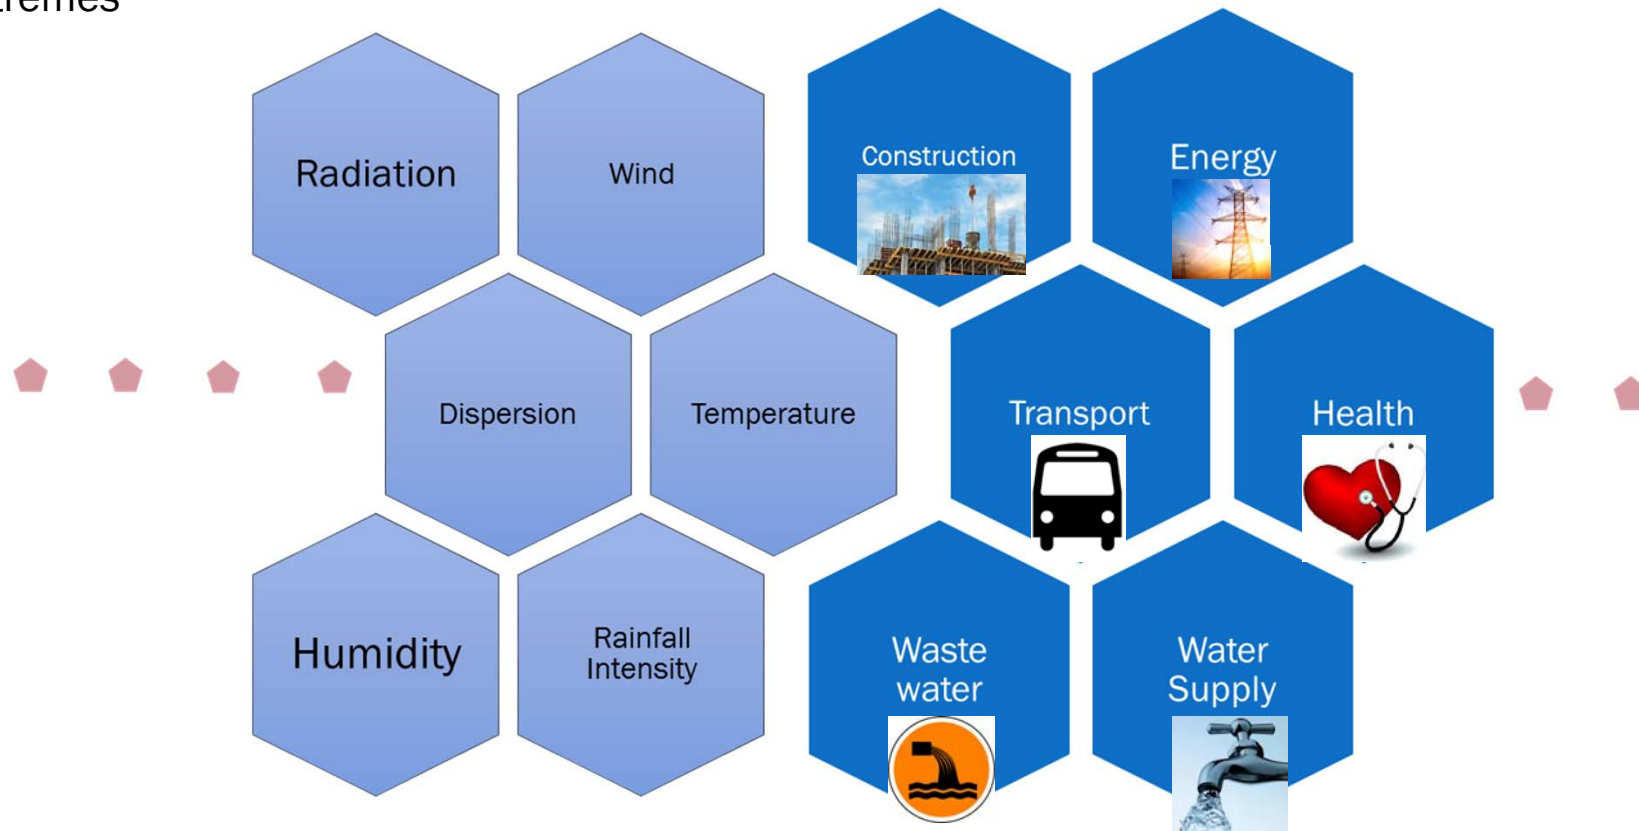 Radiation
Wind
Construction
Energy
Dispersion
Temperature
Transport
Health
Humidity
Rainfall
Intensity
Waste
water
Water
Supply